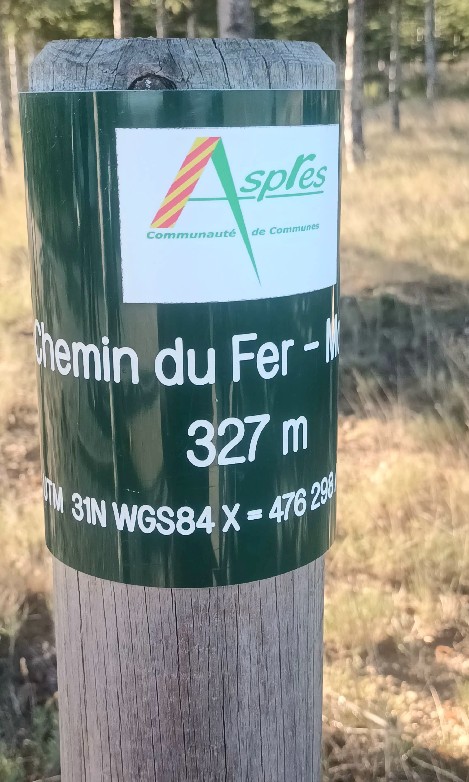 Aspres
Communauté de Communes
Chemin du Fer - M
327 m
UTM 31N WGS84 X = 476 298